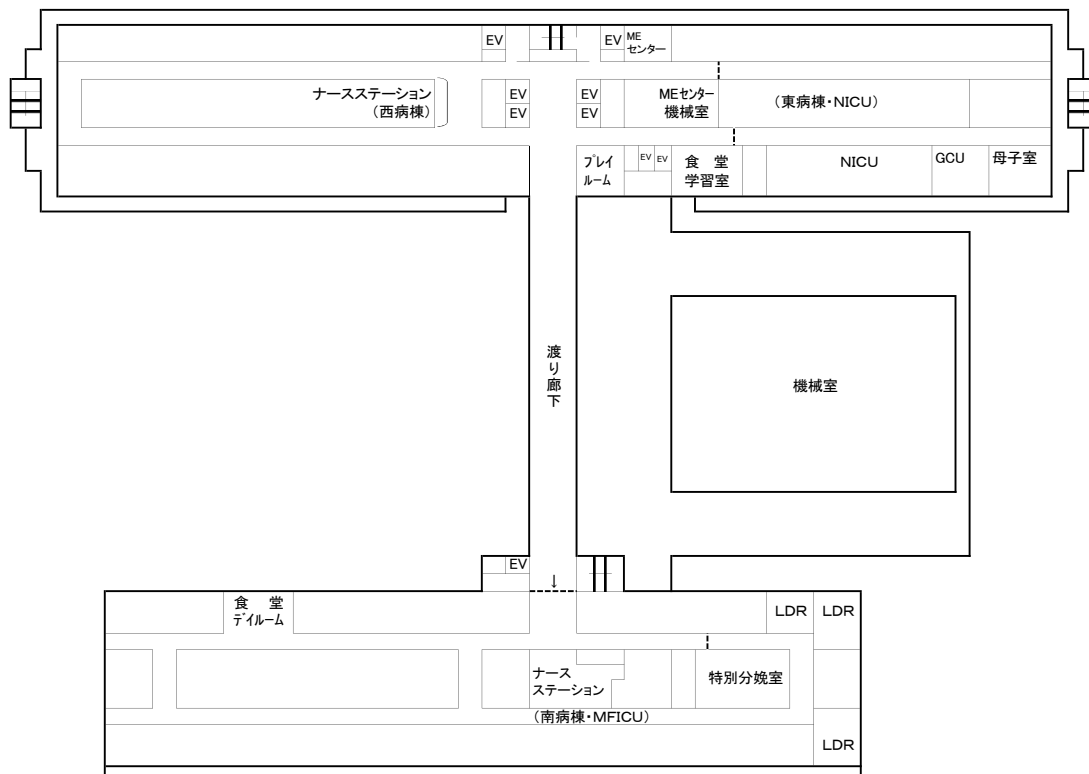 EV
EV
ME
センター
ナースステーション
(西病棟)
EV
EV
EV
EV
MEセンター
機械室
(東病棟・NICU)
プレイ
ルーム
EV
EV
食 堂
学習室
NICU
GCU
母子室
渡り廊下
機械室
EV
↓
食 堂
デイルーム
LDR
LDR
ナース
ステーション
特別分娩室
(南病棟・MFICU)
LDR